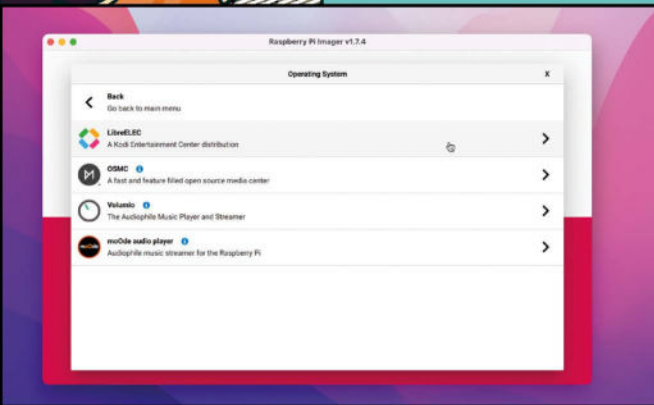 Raspberry Pi Imager v1.7.4
Operating System
X
Back
Go back to main menu
LibreELEC
A Kodi Entertainment Center distribution
OSMC
A fast and feature filled open source media center
Volumio
The Audiophile Music Player and Streamer
moOde
moOde audio player
Audiophile music streamer for the Raspberry Pi